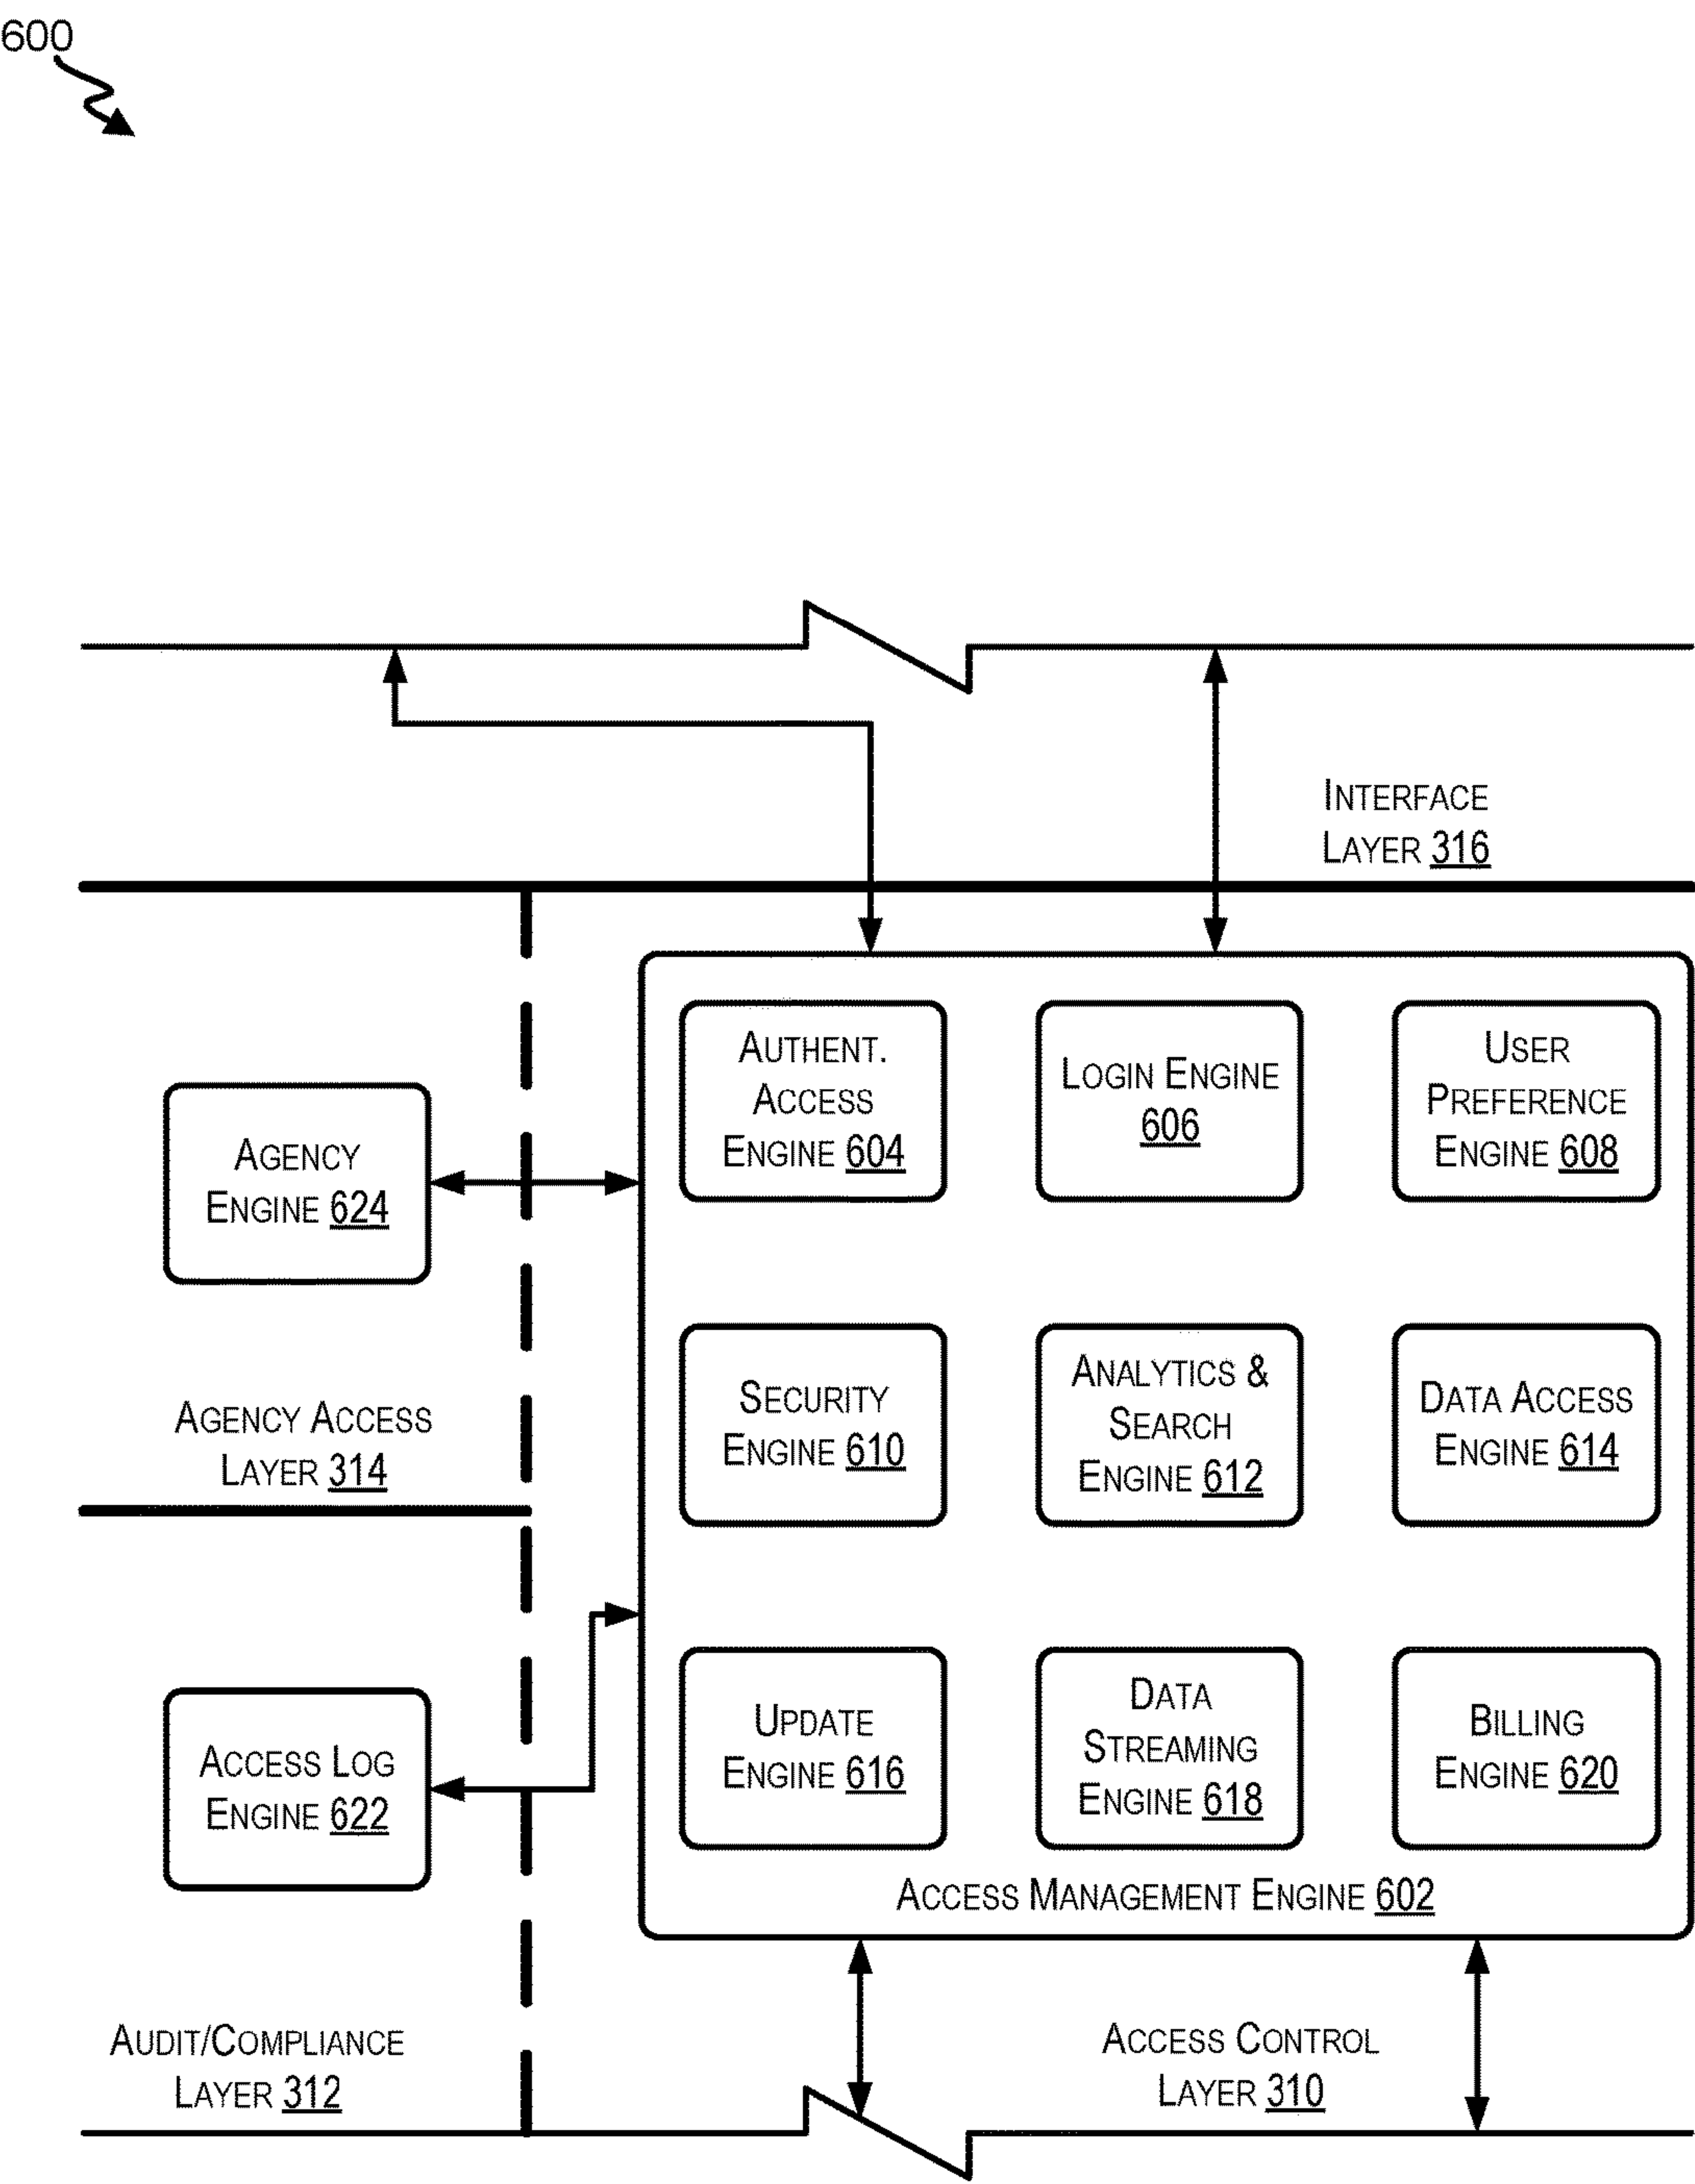 600
INTERFACE
LAYER 316
AUTHENT.
ACCESS
ENGINE 604
LOGIN ENGINE
606
USER
PREFERENCE
ENGINE 608
AGENCY
ENGINE 624
SECURITY
ENGINE 610
ANALYTICS &
SEARCH
ENGINE 612
DATA ACCESS
ENGINE 614
AGENCY ACCESS
LAYER 314
UPDATE
ENGINE 616
DATA
STREAMING
ENGINE 618
BILLING
ENGINE 620
ACCESS LOG
ENGINE 622
ACCESS MANAGEMENT ENGINE 602
AUDIT/COMPLIANCE
LAYER 312
ACCESS CONTROL
LAYER 310